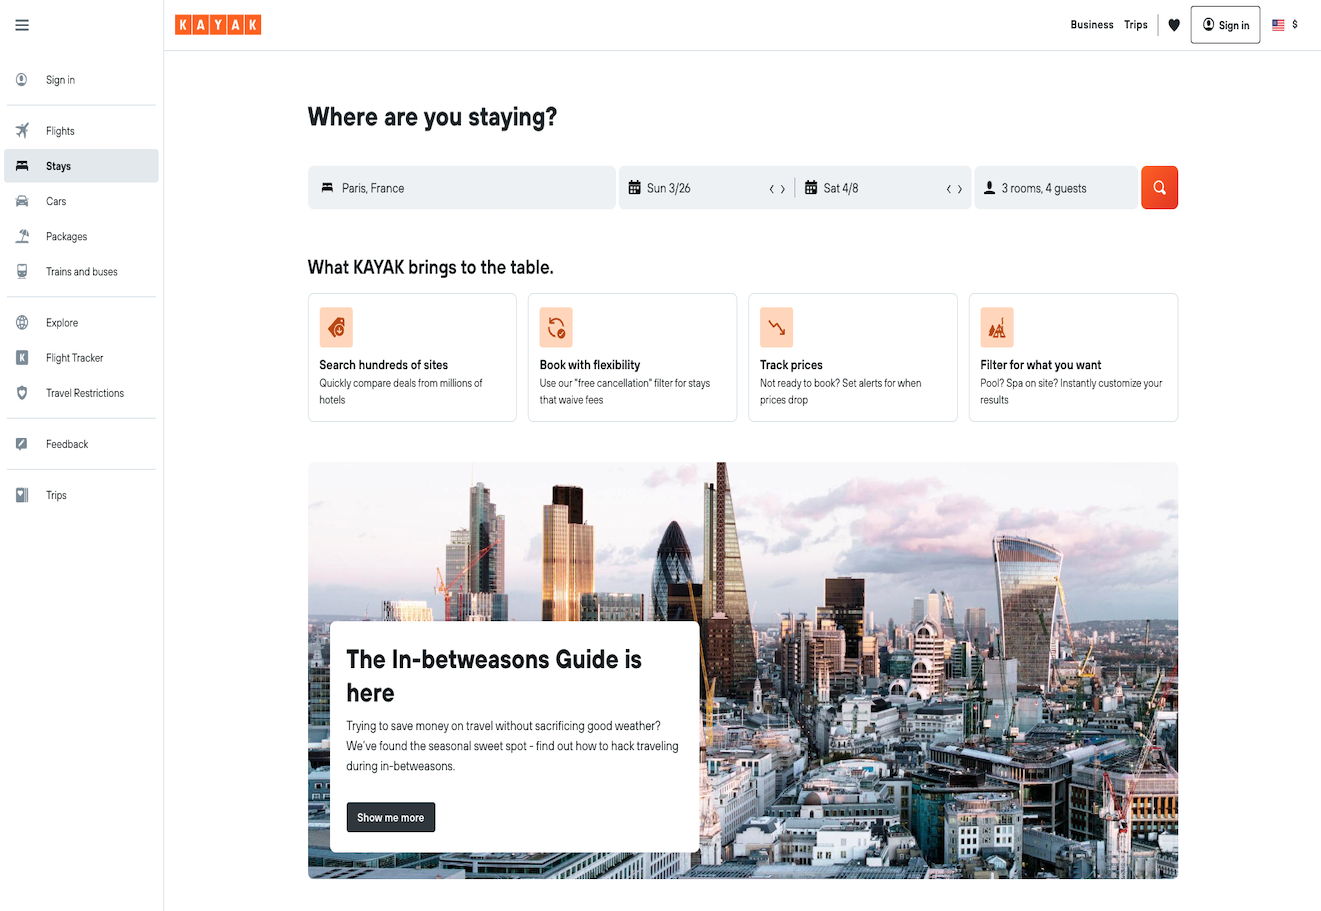 KAYAK
Business
Trips
Sign in
$
Sign in
Flights
Stays
Cars
Packages
Trains and buses
Explore
K
Flight Tracker
Travel Restrictions
Feedback
Trips
Where are you staying?
Paris, France
Sun 3/26
Sat 4/8
3 rooms, 4 guests
What KAYAK brings to the table.
Search hundreds of sites
Quickly compare deals from millions of
hotels
Book with flexibility
Use our "free cancellation" filter for stays
that waive fees
Track prices
Not ready to book? Set alerts for when
prices drop
Filter for what you want
Pool? Spa on site? Instantly customize your
results
The In-betweasons Guide is
here
Trying to save money on travel without sacrificing good weather?
We've found the seasonal sweet spot - find out how to hack traveling
during in-betweasons.
Show me more